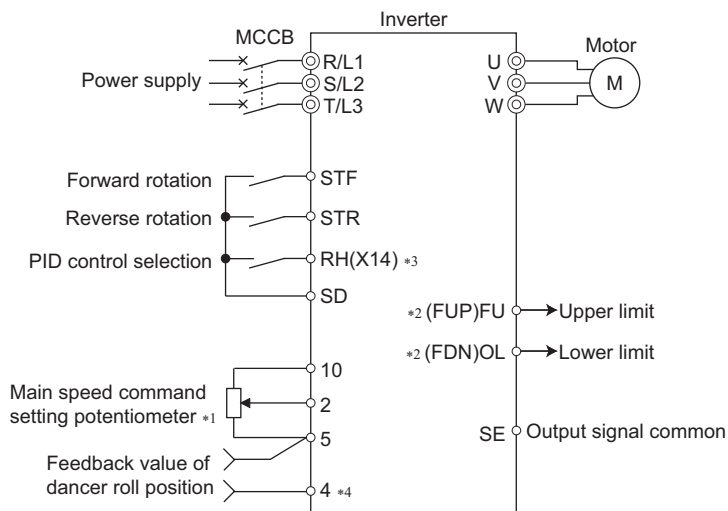 Inverter
MCCB
Motor
Power supply
R/L1
S/L2
T/L3
U
V
W
M
Forward rotation
STF
Reverse rotation
STR
PID control selection
RH(X14) *3
SD
*2 (FUP)FU
Upper limit
*2 (FDN)OL
Lower limit
10
Main speed command
setting potentiometer *1
2
5
SE
Output signal common
Feedback value of
dancer roll position
4 *4